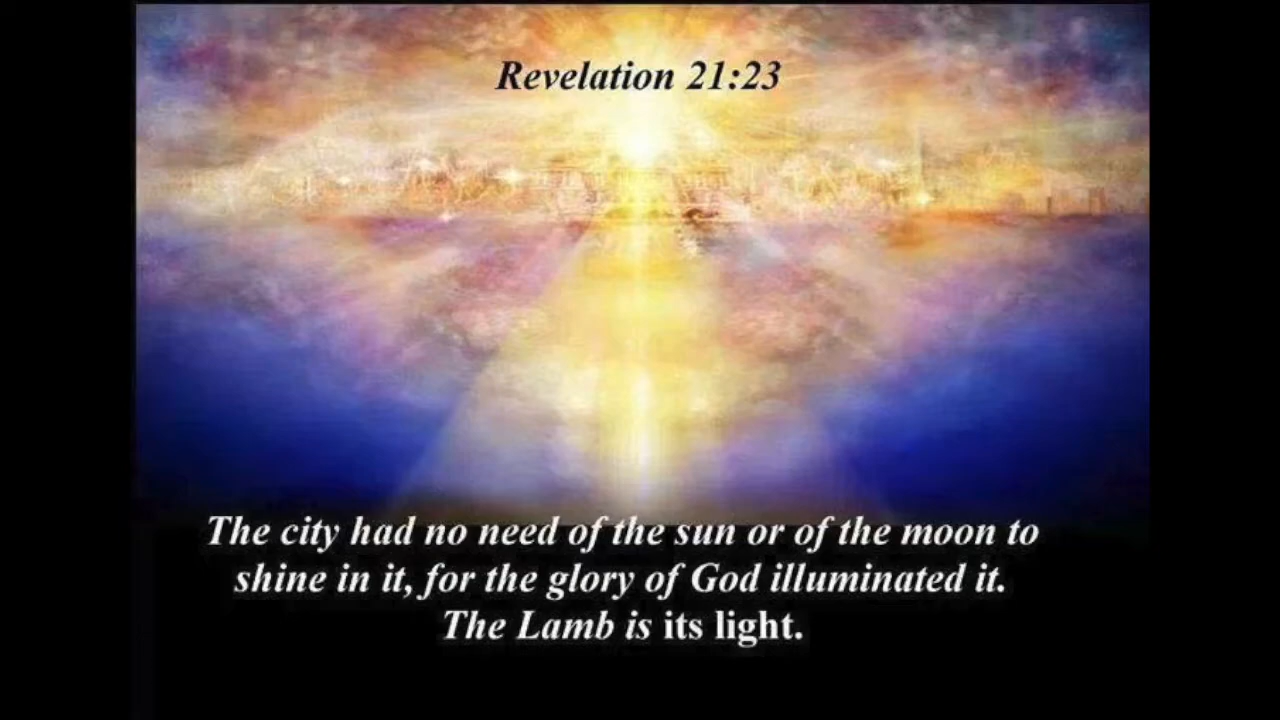 Revelation 21:23
The city had no need of the sun or of the moon to
shine in it, for the glory of God illuminated it.
The Lamb is its light.